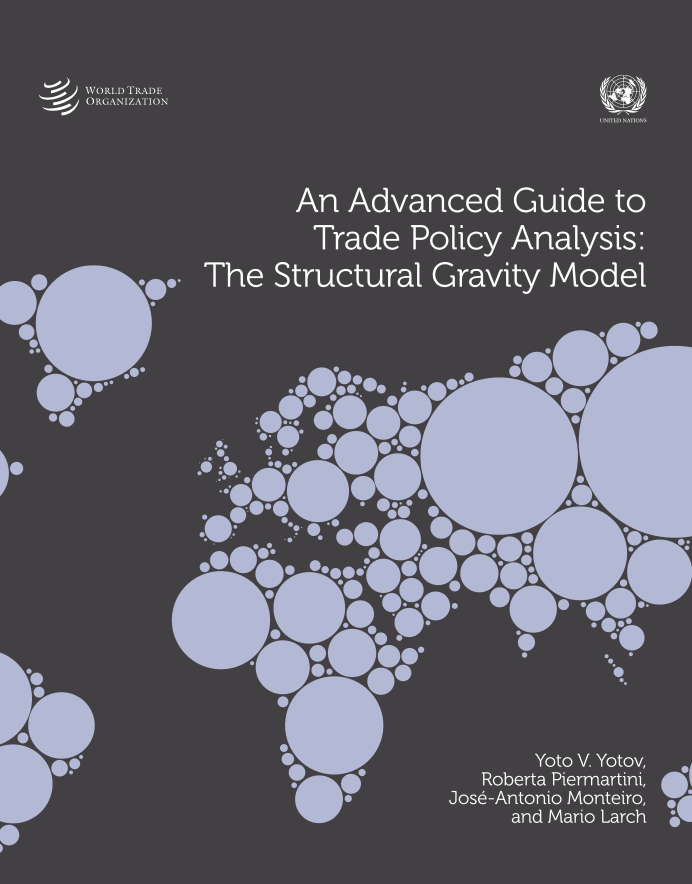 WORLD TRADE
ORGANIZATION
UNITED NATIONS
An Advanced Guide to
Trade Policy Analysis:
The Structural Gravity Model
Yoto V. Yotov,
Roberta Piermartini,
José-Antonio Monteiro,
and Mario Larch